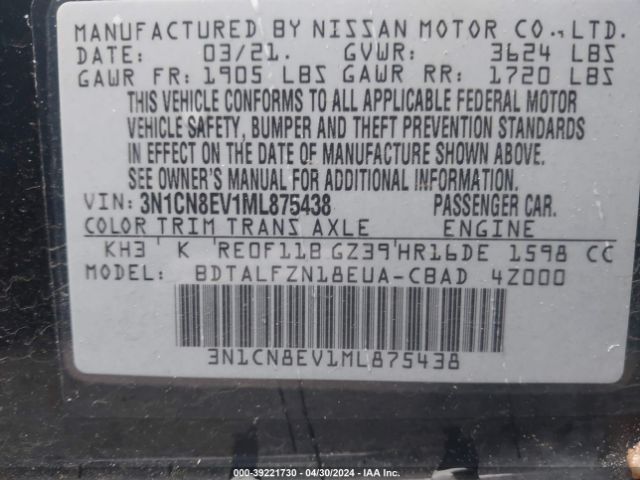 MANUFACTURED BY NISSAN MOTOR CO.,LTD.
DATE: 03/21. GVWR: 3624 LBS
GAWR FR: 1905 LBS GAWR RR: 1720 LBS
THIS VEHICLE CONFORMS TO ALL APPLICABLE FEDERAL MOTOR
VEHICLE SAFETY, BUMPER AND THEFT PREVENTION STANDARDS
IN EFFECT ON THE DATE OF MANUFACTURE SHOWN ABOVE.
SEE OWNER'S MANUAL FOR ADDITIONAL INFORMATION.
VIN: 3N1CN8EV1ML875438 PASSENGER CAR.
COLOR TRIM TRANS AXLE ENGINE
KH3 K RE0F11B GZ39 HR16DE 1598 CC
MODEL: BDTALFZN18EUA-CBAD 4Z000
3N1CN8EV1ML875438
000-39221730 - 04/30/2024 - IAA Inc.